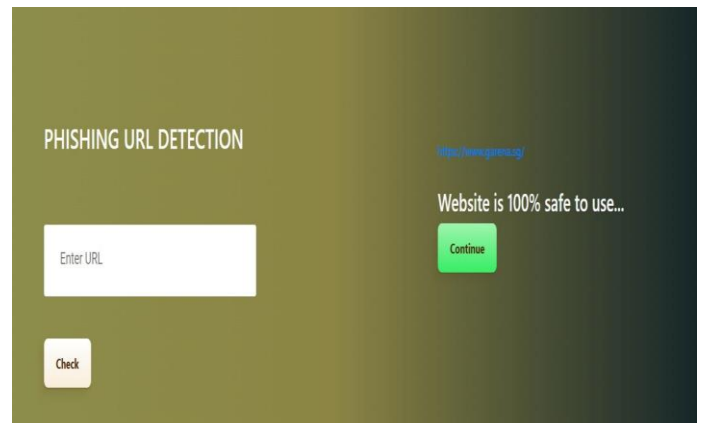 PHISHING URL DETECTION
Enter URL
Check
https://www.garena.sg/
Website is 100% safe to use...
Continue